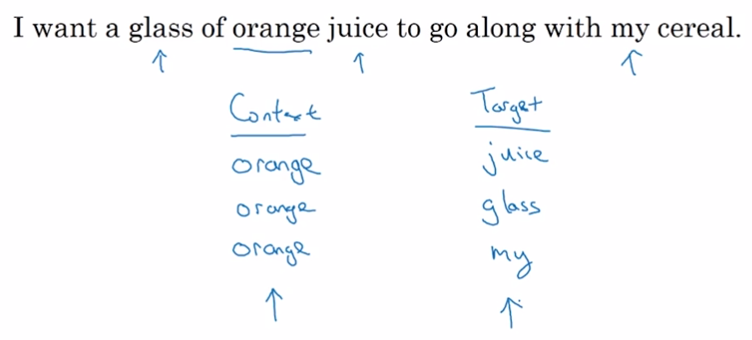 I want a glass of orange juice to go along with my cereal.
Context Target
orange juice
orange glass
orange my